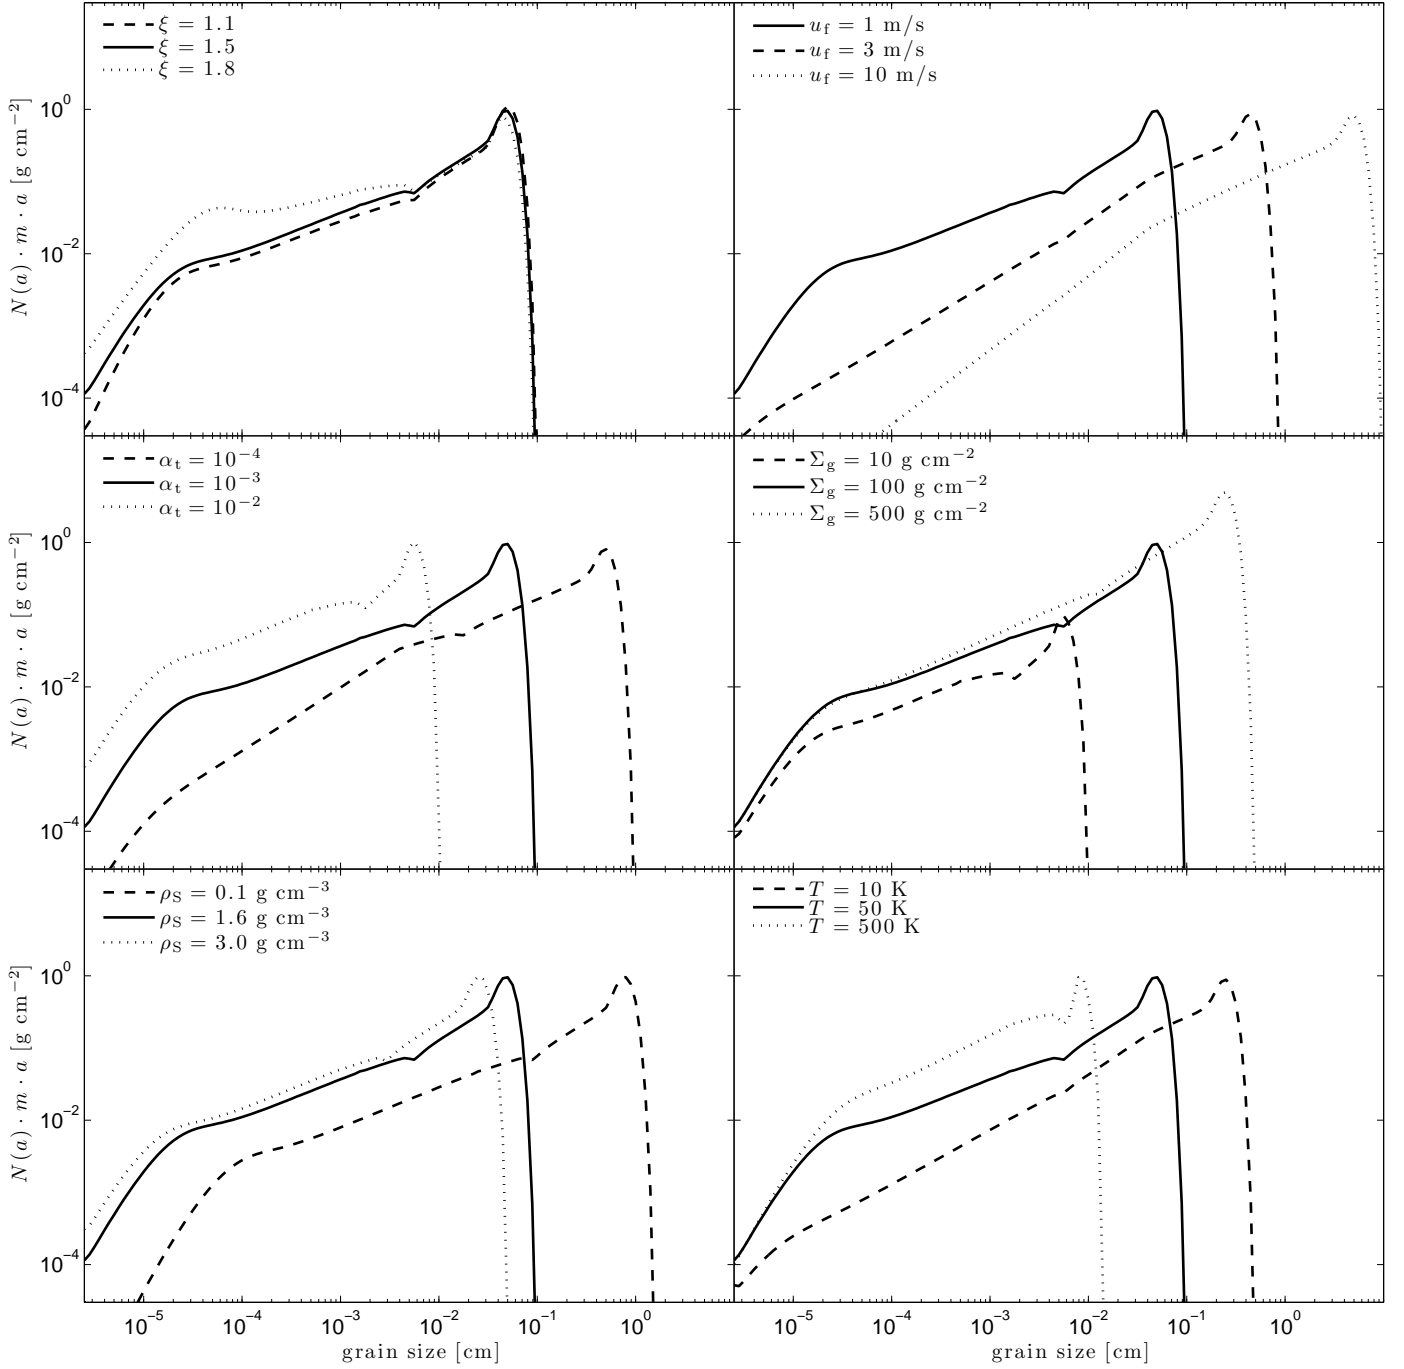 ξ = 1.1
ξ = 1.5
ξ = 1.8
10⁰
10⁻²
10⁻⁴
N(a) · m · a [g cm⁻²]
u_f = 1 m/s
u_f = 3 m/s
u_f = 10 m/s
α_t = 10⁻⁴
α_t = 10⁻³
α_t = 10⁻²
10⁰
10⁻²
10⁻⁴
N(a) · m · a [g cm⁻²]
Σ_g = 10 g cm⁻²
Σ_g = 100 g cm⁻²
Σ_g = 500 g cm⁻²
ρ_S = 0.1 g cm⁻³
ρ_S = 1.6 g cm⁻³
ρ_S = 3.0 g cm⁻³
10⁰
10⁻²
10⁻⁴
N(a) · m · a [g cm⁻²]
10⁻⁵ 10⁻⁴ 10⁻³ 10⁻² 10⁻¹ 10⁰
grain size [cm]
T = 10 K
T = 50 K
T = 500 K
10⁻⁵ 10⁻⁴ 10⁻³ 10⁻² 10⁻¹ 10⁰
grain size [cm]